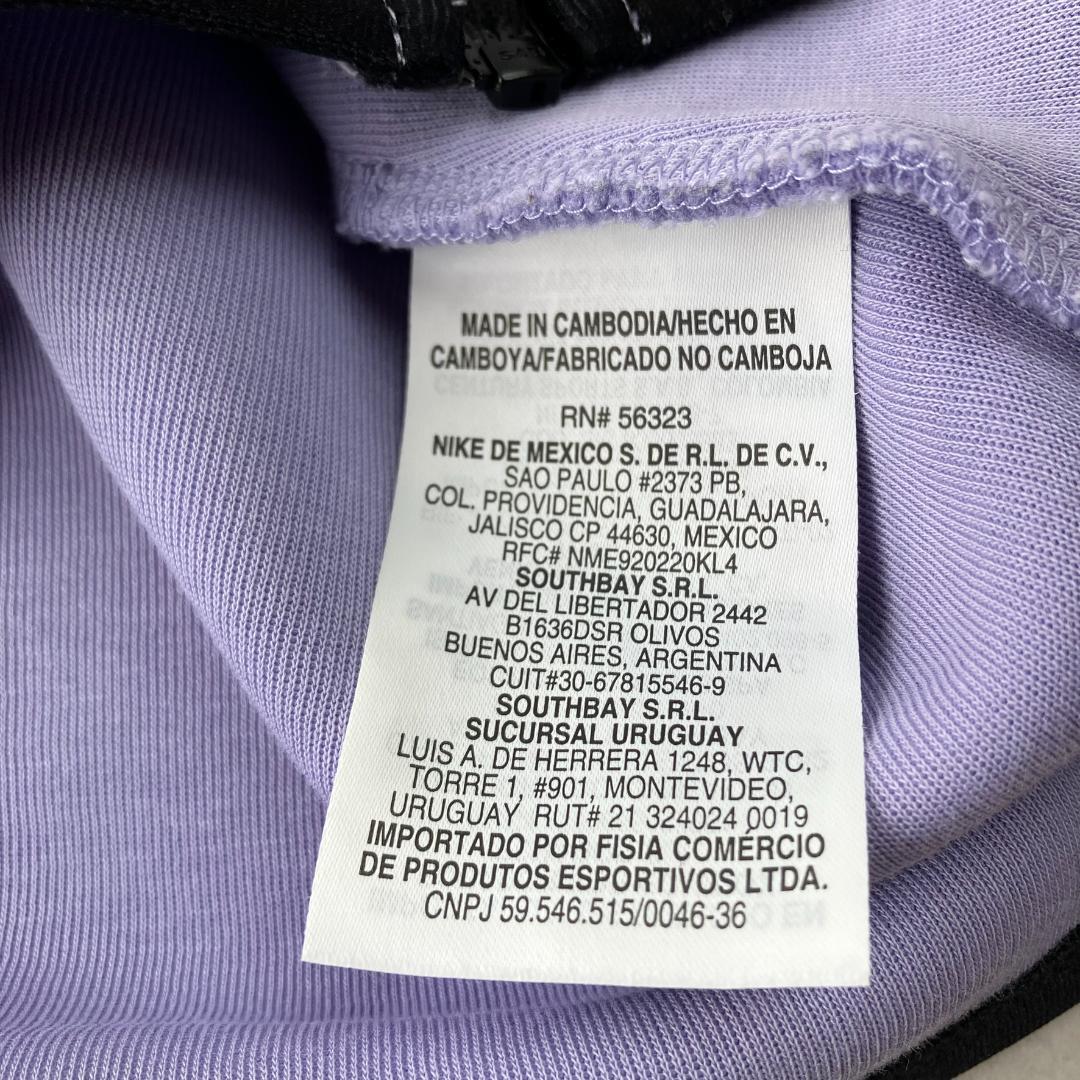 MADE IN CAMBODIA/HECHO EN
CAMBOYA/FABRICADO NO CAMBOJA
RN# 56323
NIKE DE MEXICO S. DE R.L. DE C.V.,
SAO PAULO #2373 PB,
COL. PROVIDENCIA, GUADALAJARA,
JALISCO CP 44630, MEXICO
RFC# NME920220KL4
SOUTHBAY S.R.L.
AV DEL LIBERTADOR 2442
B1636DSR OLIVOS
BUENOS AIRES, ARGENTINA
CUIT#30-67815546-9
SOUTHBAY S.R.L.
SUCURSAL URUGUAY
LUIS A. DE HERRERA 1248, WTC,
TORRE 1, #901, MONTEVIDEO,
URUGUAY RUT# 21 324024 0019
IMPORTADO POR FISIA COMÉRCIO
DE PRODUTOS ESPORTIVOS LTDA.
CNPJ 59.546.515/0046-36